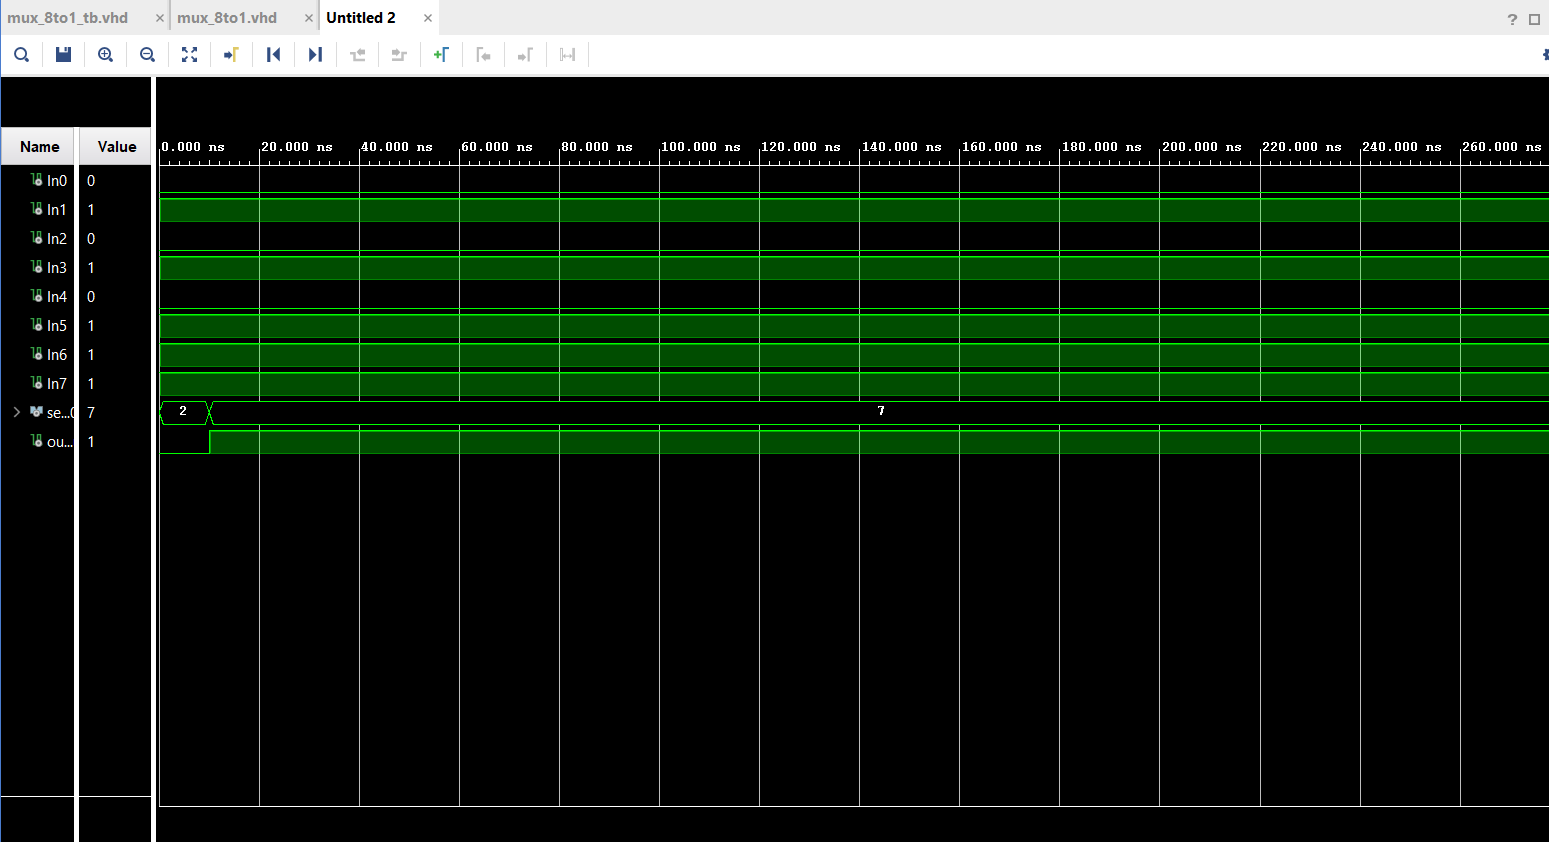 mux_8to1_tb.vhd × mux_8to1.vhd × Untitled 2 ×
?
Name Value 0.000 ns 20.000 ns 40.000 ns 60.000 ns 80.000 ns 100.000 ns 120.000 ns 140.000 ns 160.000 ns 180.000 ns 200.000 ns 220.000 ns 240.000 ns 260.000 ns
In0 0
In1 1
In2 0
In3 1
In4 0
In5 1
In6 1
In7 1
se...0 7 2 7
ou... 1